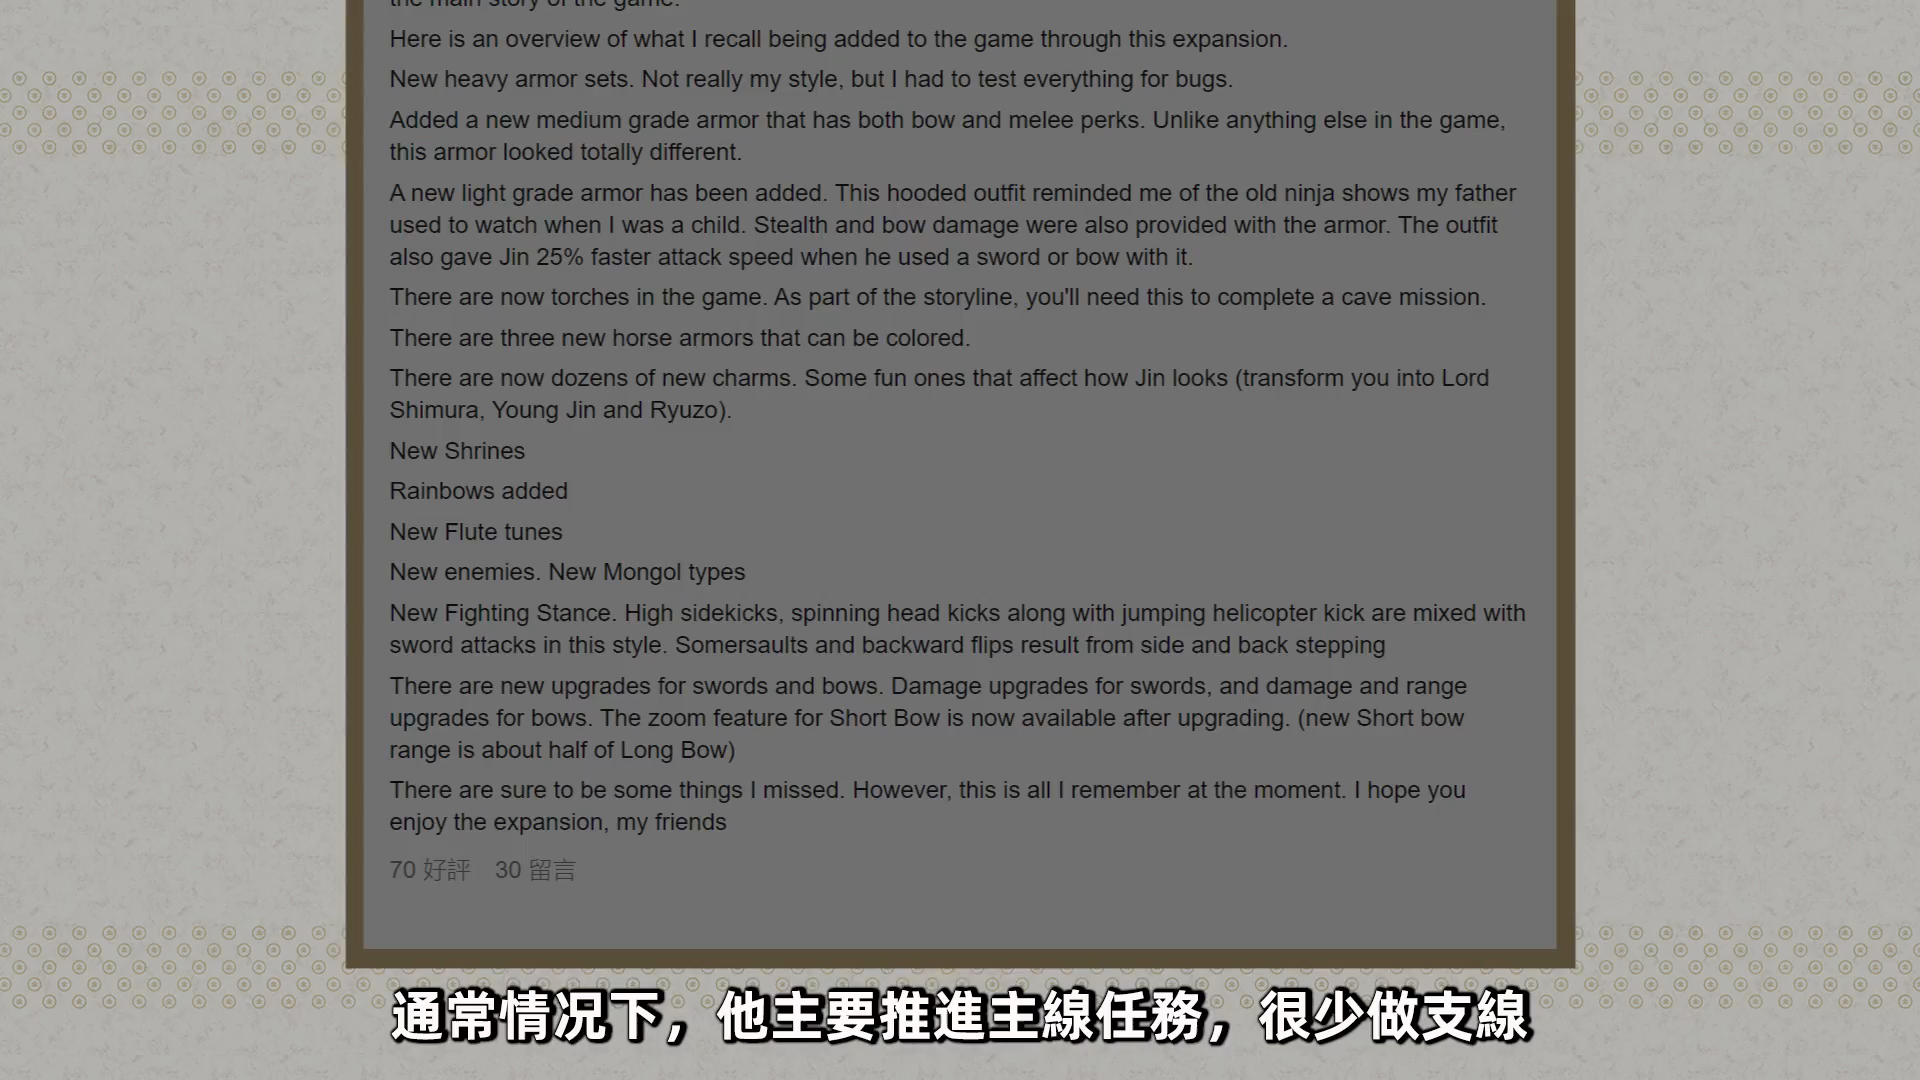 the main story of the game.
Here is an overview of what I recall being added to the game through this expansion.
New heavy armor sets. Not really my style, but I had to test everything for bugs.
Added a new medium grade armor that has both bow and melee perks. Unlike anything else in the game,
this armor looked totally different.
A new light grade armor has been added. This hooded outfit reminded me of the old ninja shows my father
used to watch when I was a child. Stealth and bow damage were also provided with the armor. The outfit
also gave Jin 25% faster attack speed when he used a sword or bow with it.
There are now torches in the game. As part of the storyline, you'll need this to complete a cave mission.
There are three new horse armors that can be colored.
There are now dozens of new charms. Some fun ones that affect how Jin looks (transform you into Lord
Shimura, Young Jin and Ryuzo).
New Shrines
Rainbows added
New Flute tunes
New enemies. New Mongol types
New Fighting Stance. High sidekicks, spinning head kicks along with jumping helicopter kick are mixed with
sword attacks in this style. Somersaults and backward flips result from side and back stepping
There are new upgrades for swords and bows. Damage upgrades for swords, and damage and range
upgrades for bows. The zoom feature for Short Bow is now available after upgrading. (new Short bow
range is about half of Long Bow)
There are sure to be some things I missed. However, this is all I remember at the moment. I hope you
enjoy the expansion, my friends
70 好評 30 留言
通常情況下，他主要推進主線任務，很少做支線